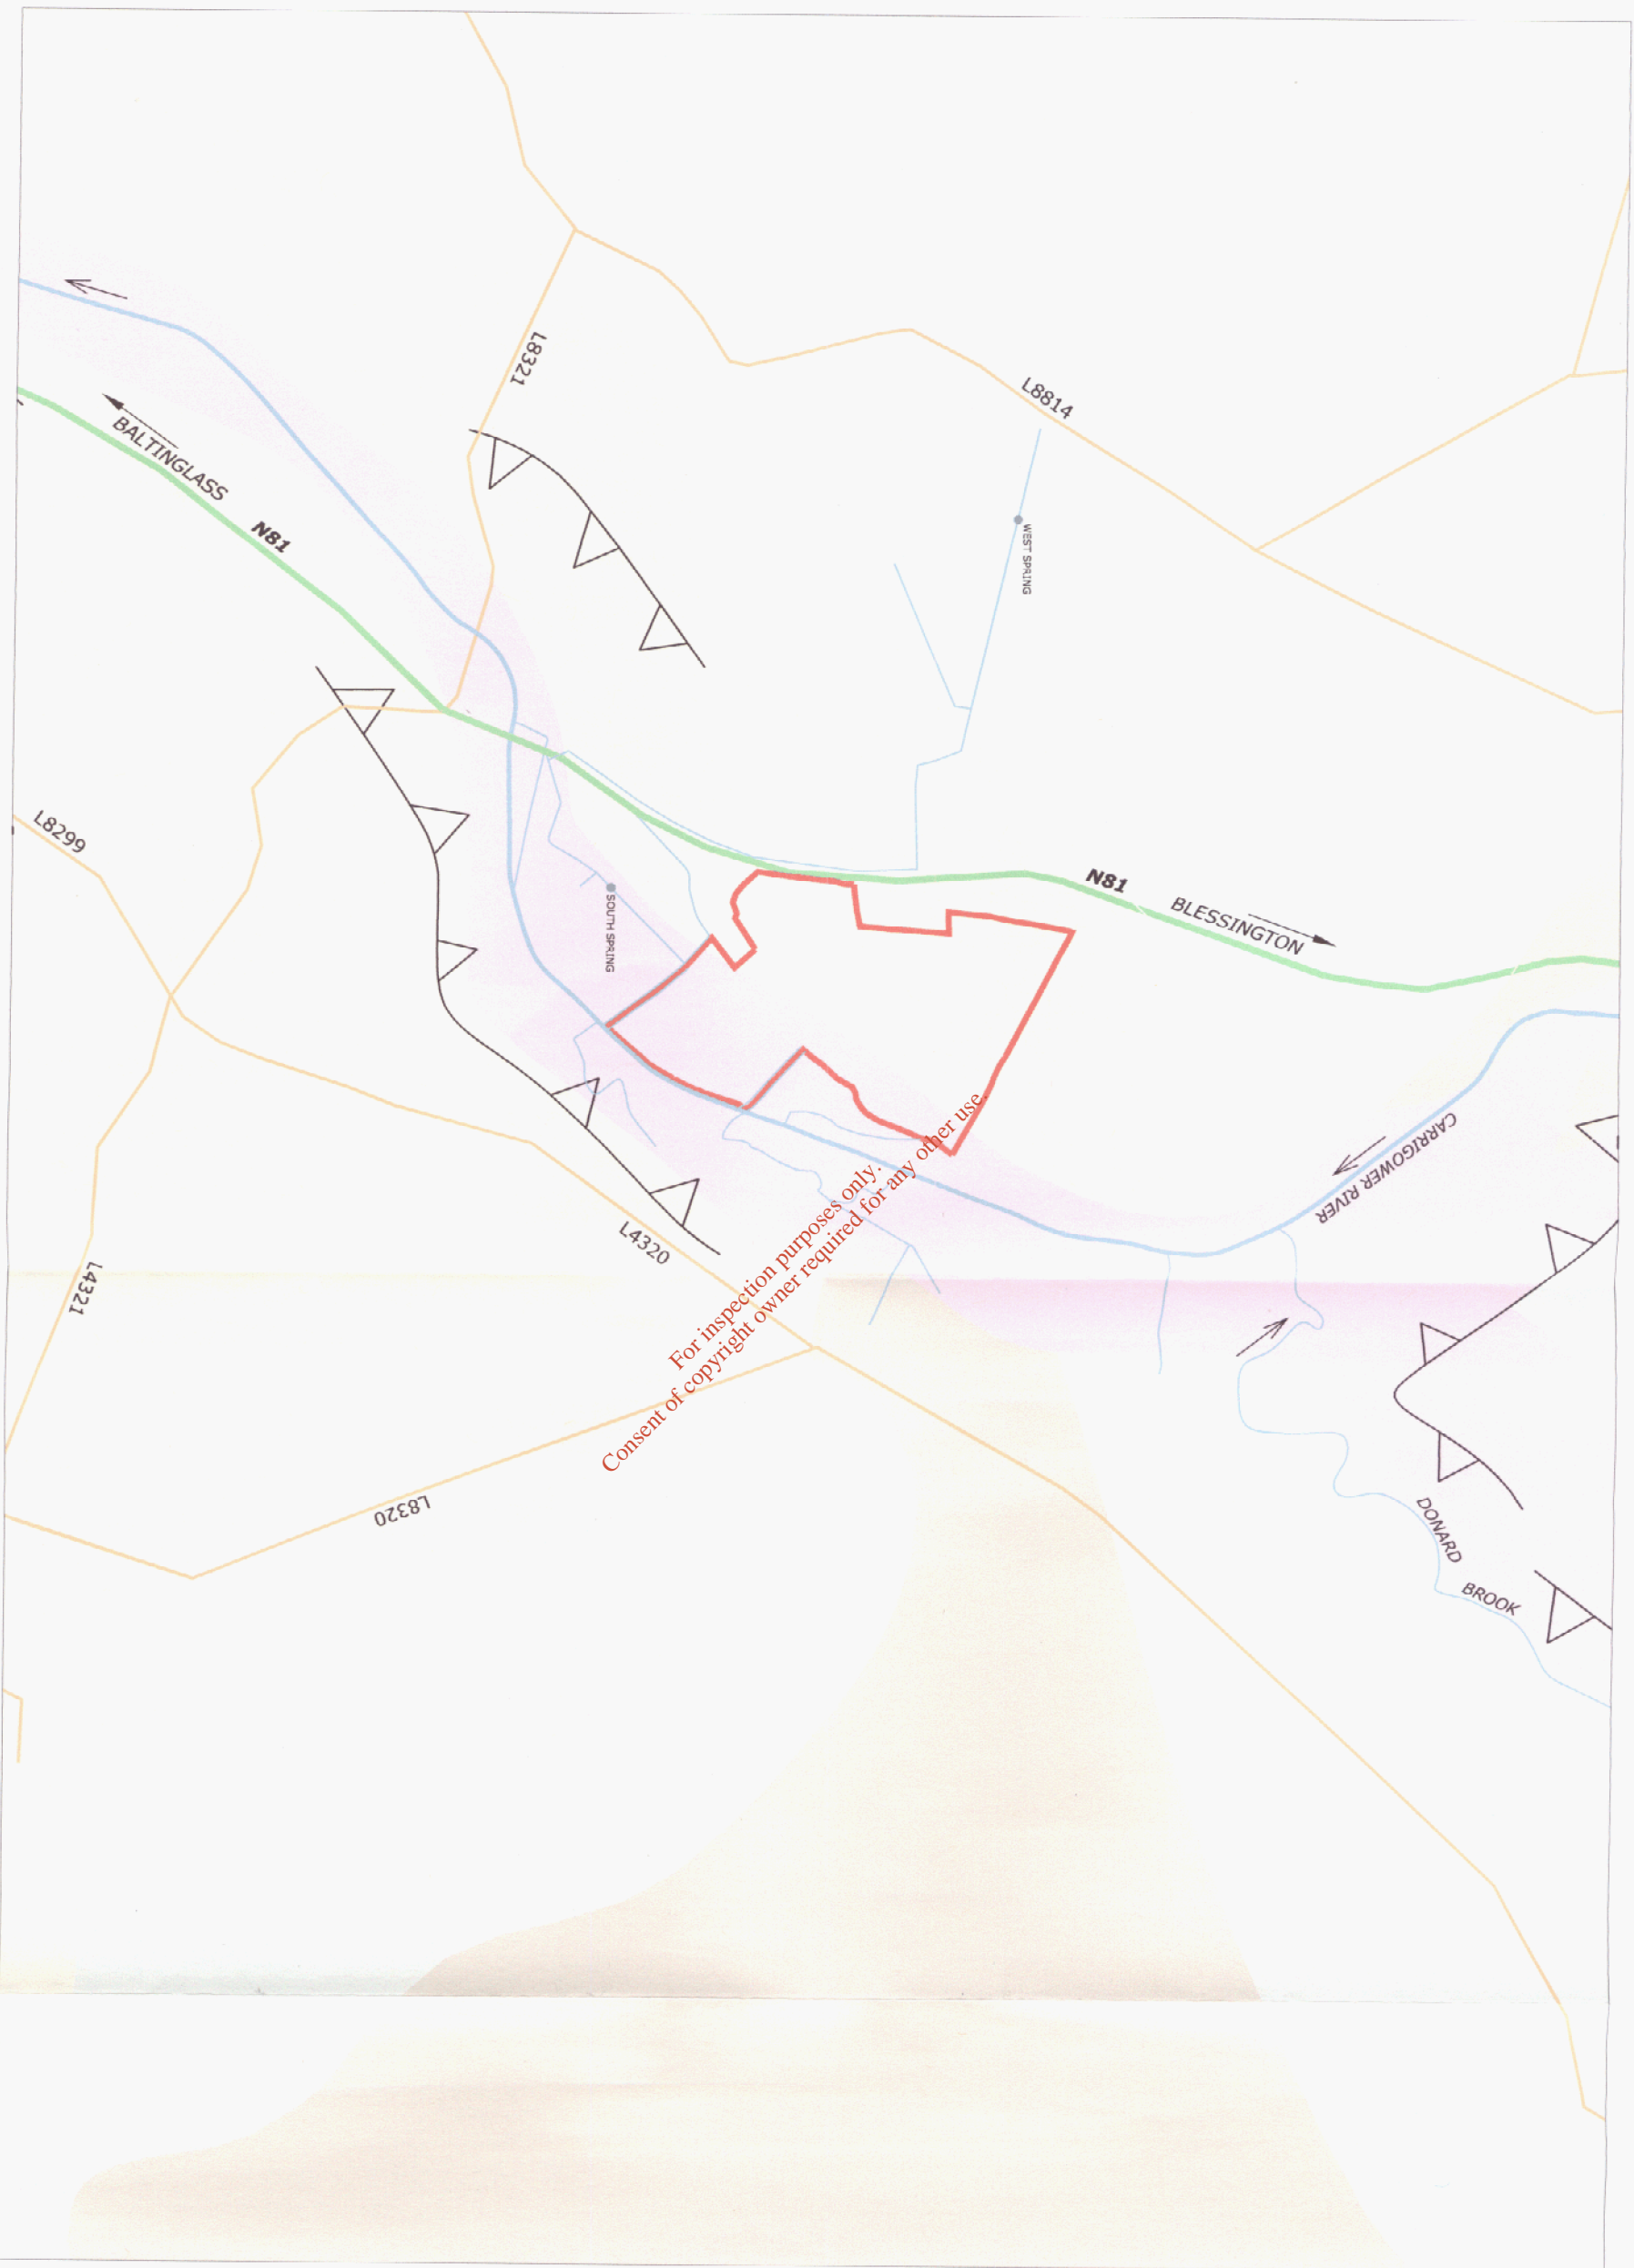 L8321
L8814
BALTINGLASS
N81
WEST SPRING
L8299
N81
BLESSINGTON
SOUTH SPRING
CARRIGOWER RIVER
L4320
L4321
L8320
DONARD
BROOK
For inspection purposes only.
Consent of copyright owner required for any other use.